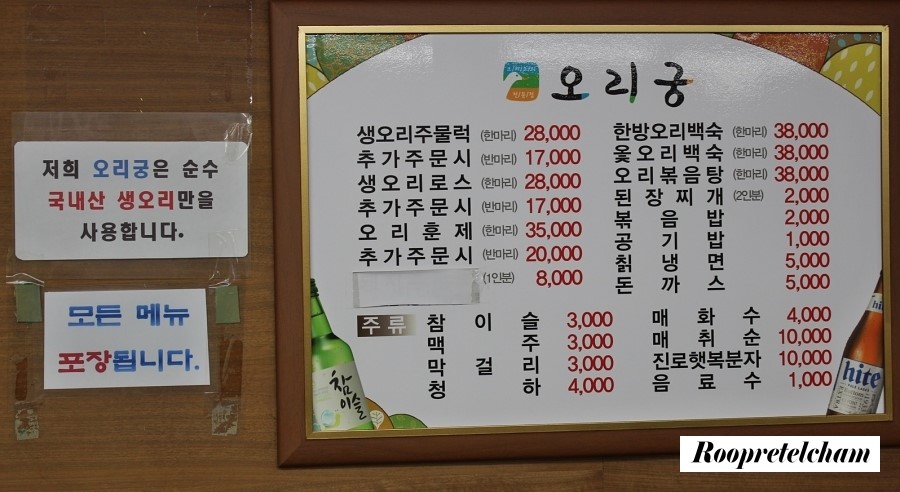 저희 오리궁은 순수
국내산 생오리만을
사용합니다.
모든 메뉴
포장됩니다.
오리궁
생오리주물럭 (한마리) 28,000
추가주문시 (반마리) 17,000
생오리로스 (한마리) 28,000
추가주문시 (반마리) 17,000
오리훈제 (한마리) 35,000
추가주문시 (반마리) 20,000
(1인분) 8,000
한방오리백숙 (한마리) 38,000
옻오리백숙 (한마리) 38,000
오리볶음탕 (한마리) 38,000
된장찌개 (2인분) 2,000
볶음밥 2,000
공기밥 1,000
칡냉면 5,000
돈까스 5,000
주류
참이슬 3,000
맥주 3,000
막걸리 3,000
청하 4,000
매화수 4,000
매취순 10,000
진로햇복분자 10,000
음료수 1,000
참이슬
hite
Roopretelcham